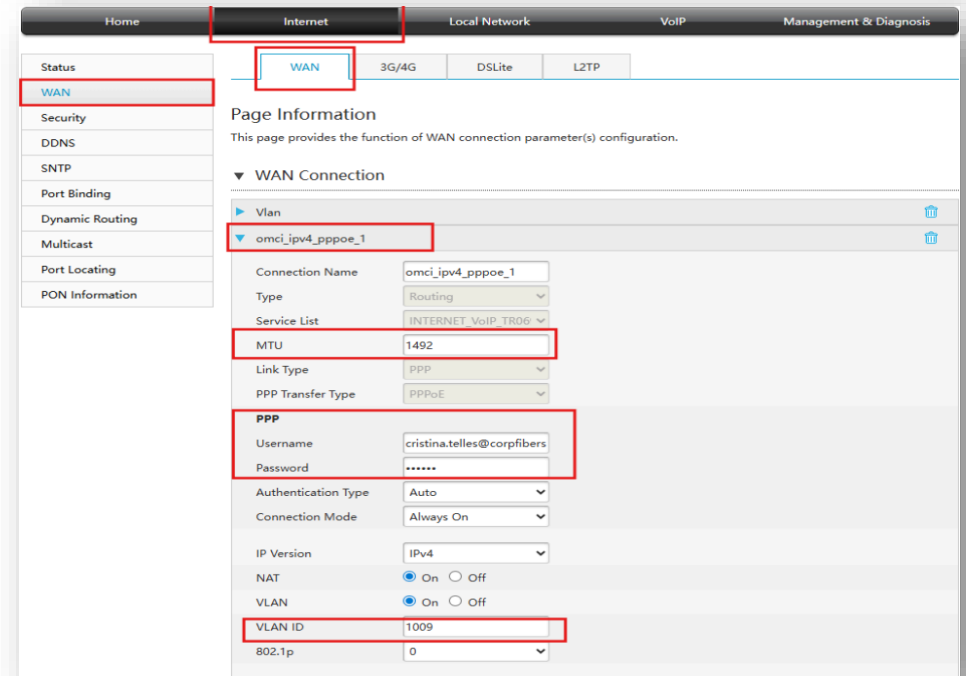 Home Internet Local Network VoIP Management & Diagnosis
Status
WAN
Security
DDNS
SNTP
Port Binding
Dynamic Routing
Multicast
Port Locating
PON Information
WAN 3G/4G DSLite L2TP
Page Information
This page provides the function of WAN connection parameter(s) configuration.
WAN Connection
Vlan
omci_ipv4_pppoe_1
Connection Name omci_ipv4_pppoe_1
Type Routing
Service List INTERNET_VoIP_TR06
MTU 1492
Link Type PPP
PPP Transfer Type PPPoE
PPP
Username cristina.telles@corpfibers
Password ••••••
Authentication Type Auto
Connection Mode Always On
IP Version IPv4
NAT On Off
VLAN On Off
VLAN ID 1009
802.1p 0